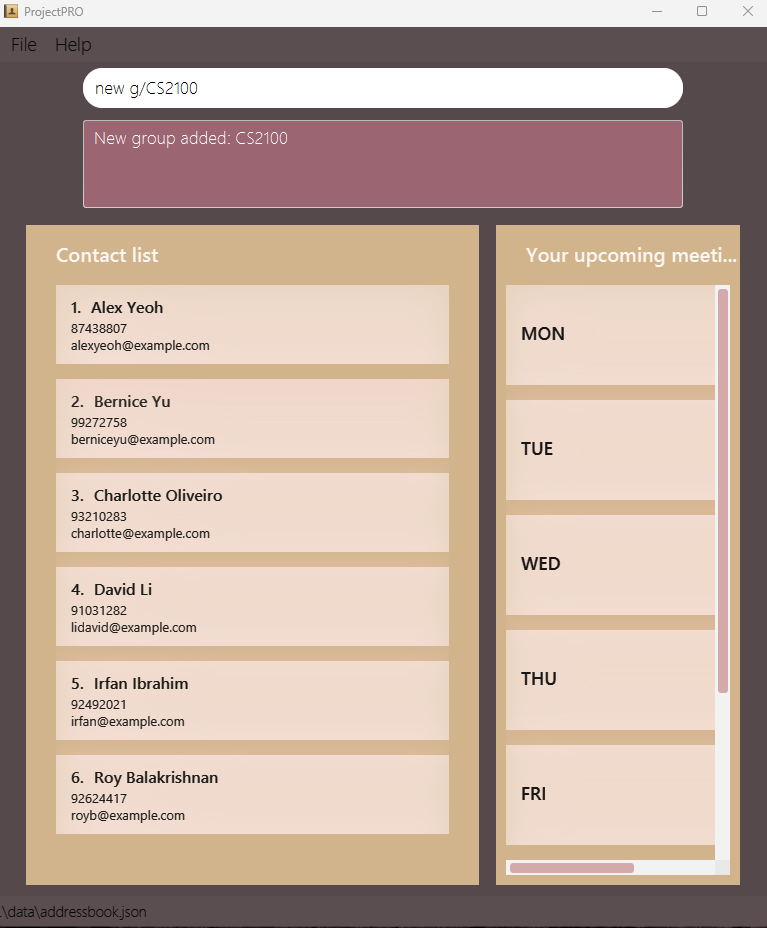 ProjectPRO
File Help
new g/CS2100
New group added: CS2100
Contact list
1. Alex Yeoh
87438807
alexyeoh@example.com
2. Bernice Yu
99272758
berniceyu@example.com
3. Charlotte Oliveiro
93210283
charlotte@example.com
4. David Li
91031282
lidavid@example.com
5. Irfan Ibrahim
92492021
irfan@example.com
6. Roy Balakrishnan
92624417
royb@example.com
Your upcoming meeti...
MON
TUE
WED
THU
FRI
.\data\addressbook.json